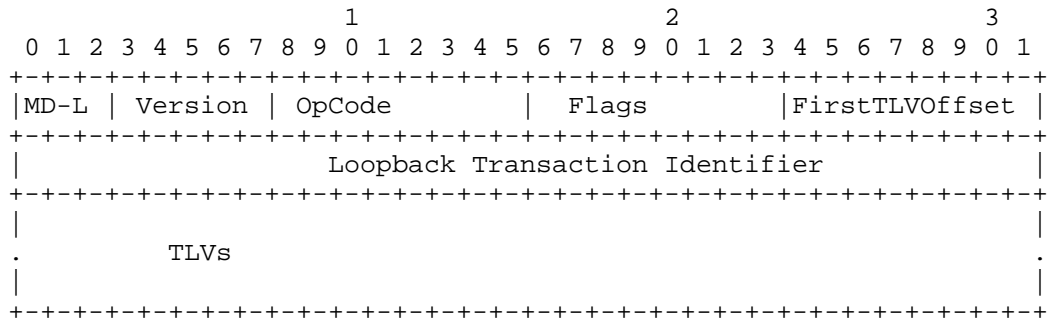 1                   2                   3
 0 1 2 3 4 5 6 7 8 9 0 1 2 3 4 5 6 7 8 9 0 1 2 3 4 5 6 7 8 9 0 1
+-+-+-+-+-+-+-+-+-+-+-+-+-+-+-+-+-+-+-+-+-+-+-+-+-+-+-+-+-+-+-+-+
|MD-L | Version | OpCode        |  Flags        |FirstTLVOffset |
+-+-+-+-+-+-+-+-+-+-+-+-+-+-+-+-+-+-+-+-+-+-+-+-+-+-+-+-+-+-+-+-+
|                   Loopback Transaction Identifier             |
+-+-+-+-+-+-+-+-+-+-+-+-+-+-+-+-+-+-+-+-+-+-+-+-+-+-+-+-+-+-+-+-+
|                                                               |
.         TLVs                                                  .
|                                                               |
+-+-+-+-+-+-+-+-+-+-+-+-+-+-+-+-+-+-+-+-+-+-+-+-+-+-+-+-+-+-+-+-+